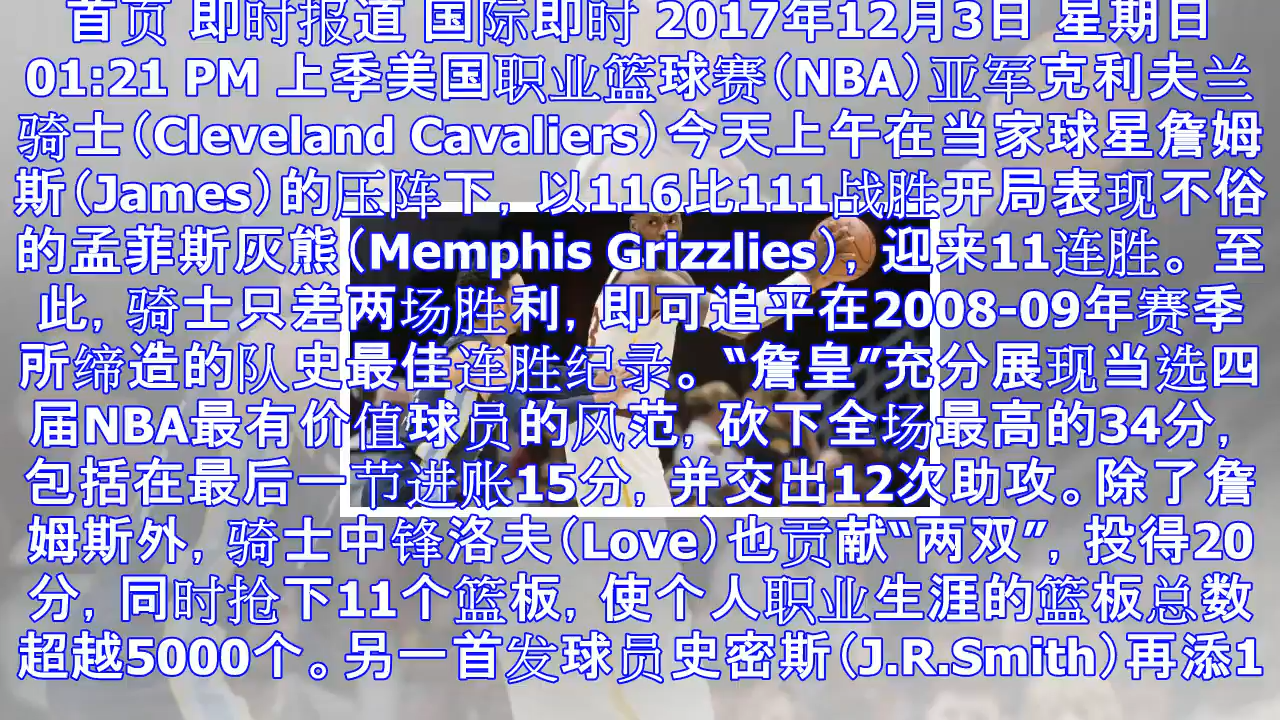 首页 即时报道 国际即时 2017年12月3日 星期日
01:21 PM 上季美国职业篮球赛(NBA)亚军克利夫兰
骑士(Cleveland Cavaliers)今天上午在当家球星詹姆
斯(James)的压阵下, 以116比111战胜开局表现不俗
的孟菲斯灰熊(Memphis Grizzlies), 迎来11连胜。至
此, 骑士只差两场胜利, 即可追平在2008-09年赛季
所缔造的队史最佳连胜纪录。“詹皇”充分展现当选四
届NBA最有价值球员的风范, 砍下全场最高的34分,
包括在最后一节进账15分, 并交出12次助攻。除了詹
姆斯外, 骑士中锋洛夫(Love)也贡献“两双”, 投得20
分, 同时抢下11个篮板, 使个人职业生涯的篮板总数
超越5000个。另一首发球员史密斯(J.R.Smith)再添1